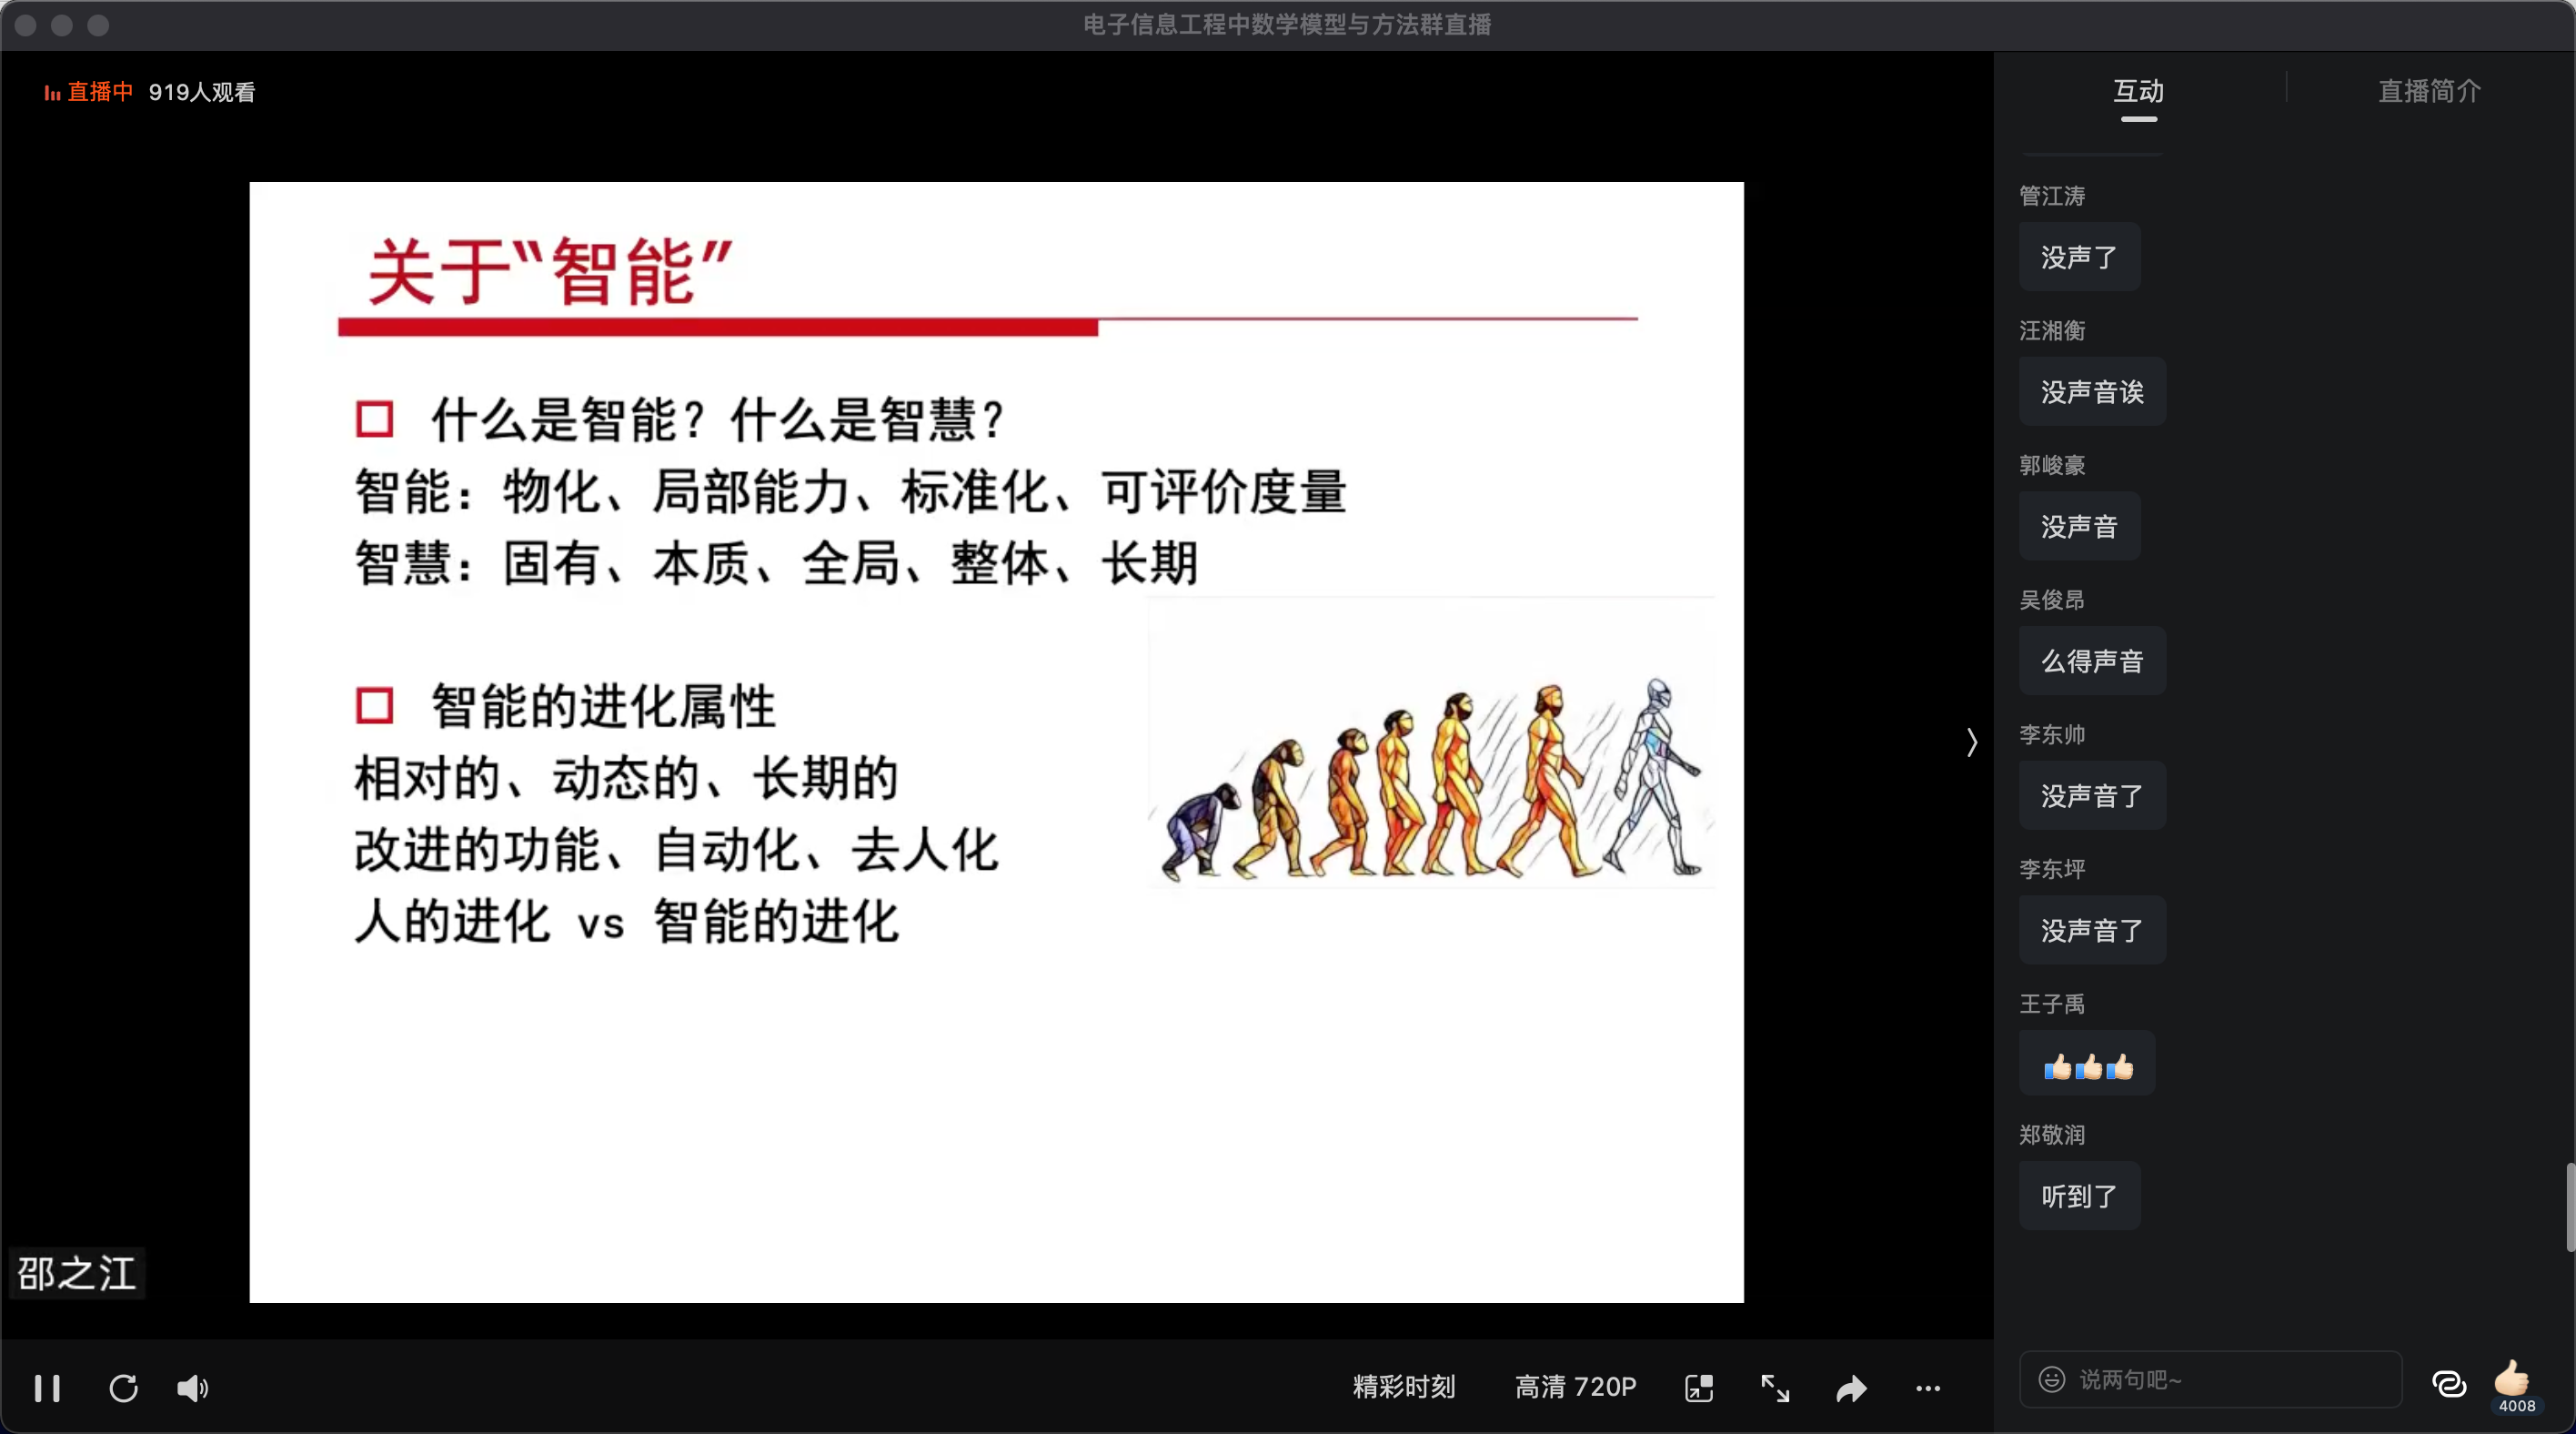 电子信息工程中数学模型与方法群直播
直播中 919人观看
关于“智能”
什么是智能？什么是智慧？
智能：物化、局部能力、标准化、可评价度量
智慧：固有、本质、全局、整体、长期
智能的进化属性
相对的、动态的、长期的
改进的功能、自动化、去人化
人的进化 vs 智能的进化
邵之江
精彩时刻 高清 720P
互动 直播简介
管江涛
没声了
汪湘衡
没声音诶
郭峻豪
没声音
吴俊昂
么得声音
李东帅
没声音了
李东坪
没声音了
王子禹
👍🏻👍🏻👍🏻
郑敬润
听到了
说两句吧~
4008